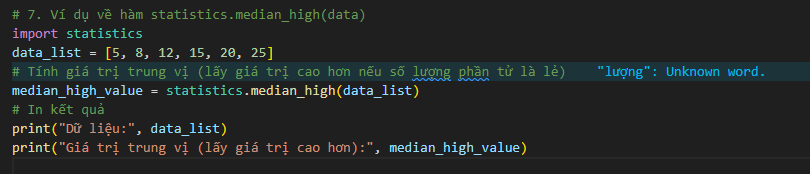 # 7. Ví dụ về hàm statistics.median_high(data)
import statistics
data_list = [5, 8, 12, 15, 20, 25]
# Tính giá trị trung vị (lấy giá trị cao hơn nếu số lượng phần tử là lẻ)    "lượng": Unknown word.
median_high_value = statistics.median_high(data_list)
# In kết quả
print("Dữ liệu:", data_list)
print("Giá trị trung vị (lấy giá trị cao hơn):", median_high_value)